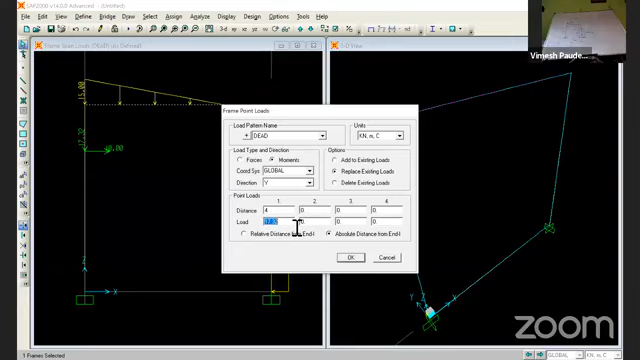 SAP2000 v14.0.0 Advanced
File Edit View Define Bridge Draw Select Assign Analyze Display Design Options Tools Help
Frame Span Loads (DEAD) (As Defined)
3-D View
Vimesh Paude..
15.00
17.32
Z
X
Frame Point Loads
Load Pattern Name
+ DEAD
Units
KN, m, C
Load Type and Direction
Forces Moments
Coord Sys GLOBAL
Direction Y
Options
Add to Existing Loads
Replace Existing Loads
Delete Existing Loads
Point Loads
1. 2. 3. 4.
Distance 4 0. 0. 0.
Load 17.32 0. 0. 0.
Relative Distance from End-I Absolute Distance from End-I
OK Cancel
Y Z X
zoom
1 Frames Selected
GLOBAL KN, m, C